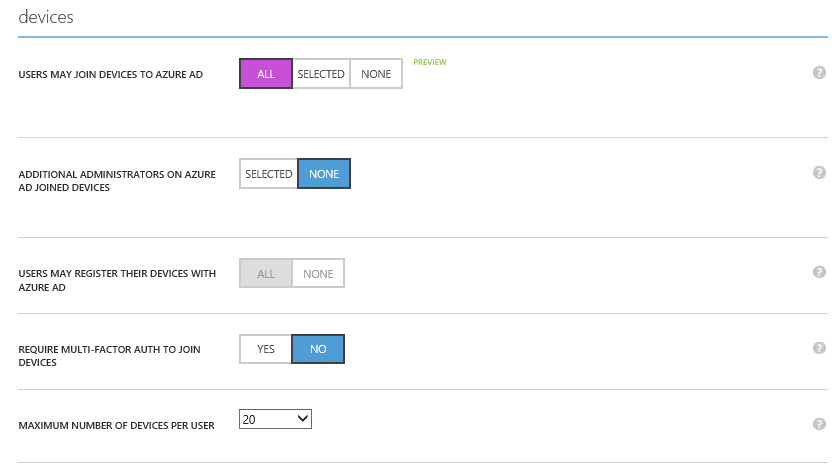 devices
USERS MAY JOIN DEVICES TO AZURE AD
ALL SELECTED NONE
PREVIEW
?
ADDITIONAL ADMINISTRATORS ON AZURE
AD JOINED DEVICES
SELECTED NONE
?
USERS MAY REGISTER THEIR DEVICES WITH
AZURE AD
ALL NONE
?
REQUIRE MULTI-FACTOR AUTH TO JOIN
DEVICES
YES NO
?
MAXIMUM NUMBER OF DEVICES PER USER
20
?